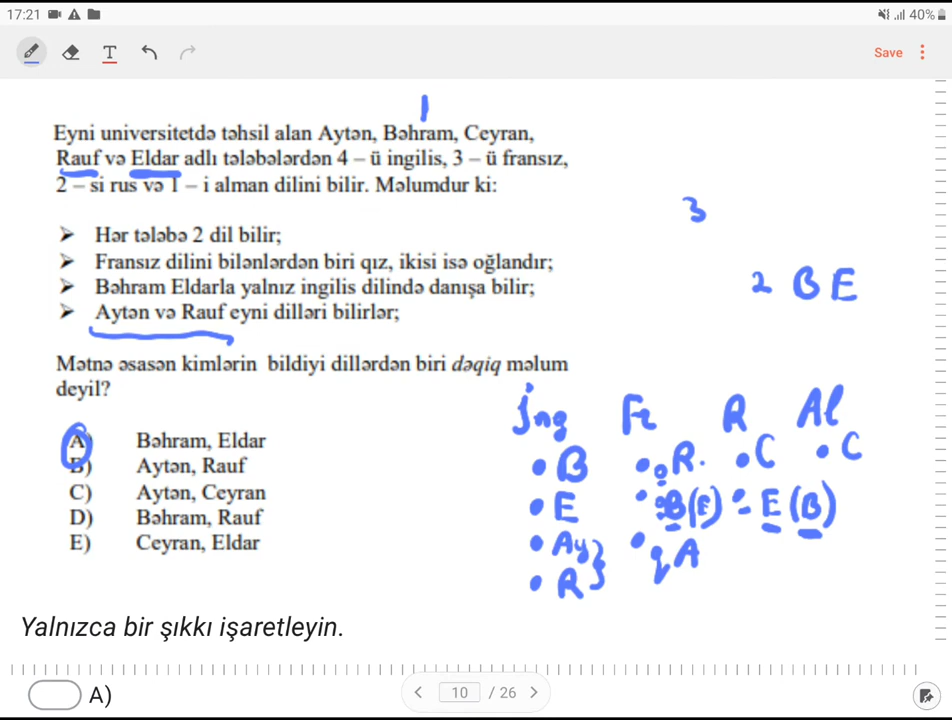 17:21
40%
T
Save
1
Eyni universitetdə təhsil alan Aytən, Bəhram, Ceyran,
Rauf və Eldar adlı tələbələrdən 4 – ü ingilis, 3 – ü fransız,
2 – si rus və 1 – i alman dilini bilir. Məlumdur ki:
3
➢ Hər tələbə 2 dil bilir;
➢ Fransız dilini bilənlərdən biri qız, ikisi isə oğlandır;
➢ Bəhram Eldarla yalnız ingilis dilində danışa bilir;
2 B E
➢ Aytən və Rauf eyni dilləri bilirlər;
Mətnə əsasən kimlərin bildiyi dillərdən biri dəqiq məlum
deyil?
İng Fr R Al
A) Bəhram, Eldar
B) Aytən, Rauf
C) Aytən, Ceyran
D) Bəhram, Rauf
E) Ceyran, Eldar
• B • o R. • C • C
• E • B(E) • E (B)
• Ay } • q A
• R
Yalnızca bir şıkkı işaretleyin.
A)
< 10 / 26 >